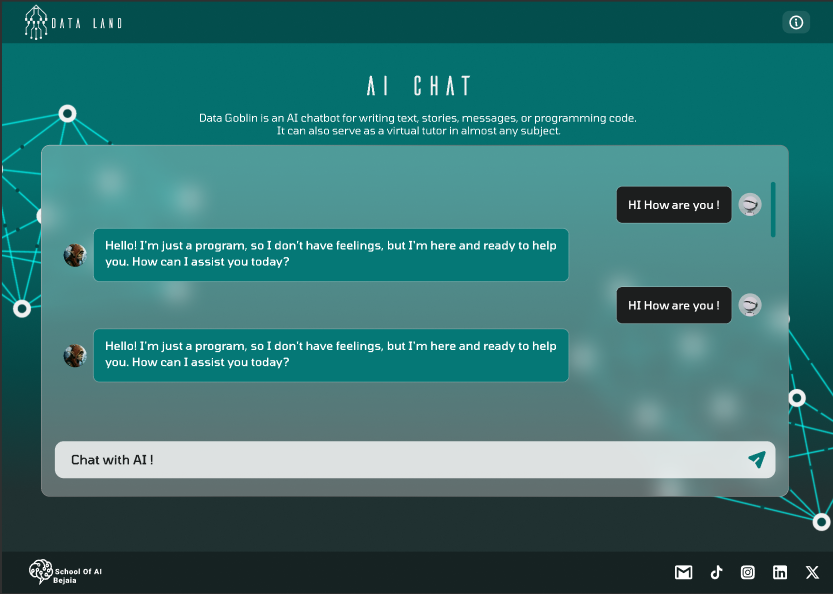 DATA LAND
AI CHAT
Data Goblin is an AI chatbot for writing text, stories, messages, or programming code.
It can also serve as a virtual tutor in almost any subject.
HI How are you !
Hello! I'm just a program, so I don't have feelings, but I'm here and ready to help
you. How can I assist you today?
HI How are you !
Hello! I'm just a program, so I don't have feelings, but I'm here and ready to help
you. How can I assist you today?
Chat with AI !
School Of AI
Bejaia